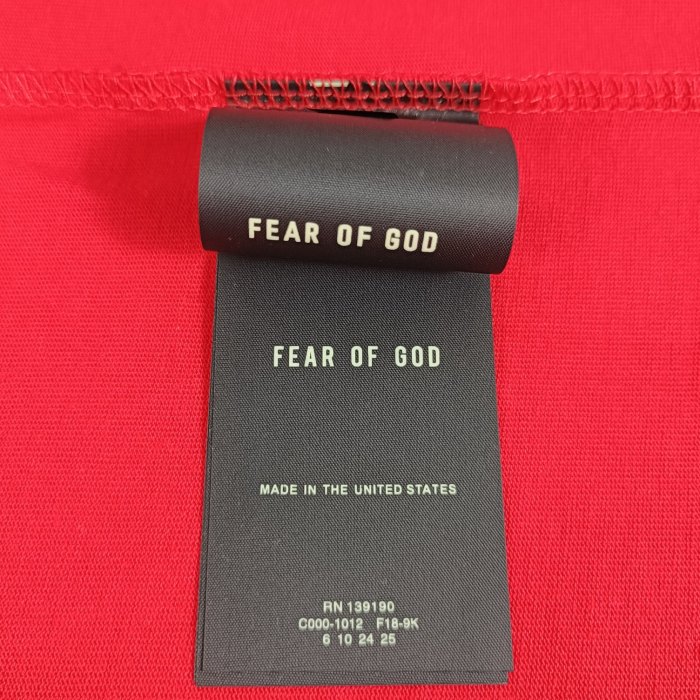 FEAR OF GOD
FEAR OF GOD
MADE IN THE UNITED STATES
RN 139190
C000-1012 F18-9K
6 10 24 25